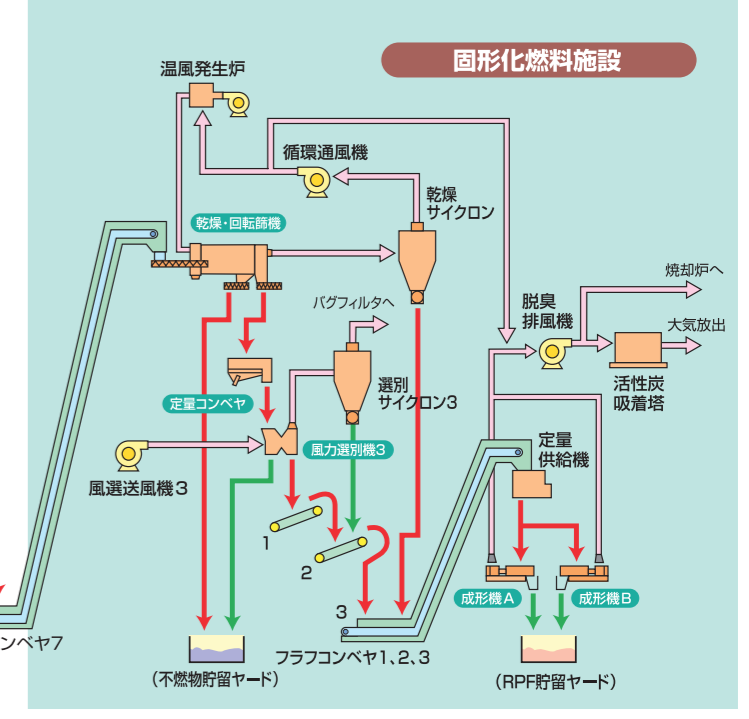 固形化燃料施設
温風発生炉
循環通風機
乾燥
サイクロン
乾燥・回転篩機
焼却炉へ
バグフィルタへ
脱臭
排風機
大気放出
選別
サイクロン3
活性炭
吸着塔
定量コンベヤ
風力選別機3
定量
供給機
風選送風機3
1
2
成形機A
成形機B
3
ンベヤ7
フラフコンベヤ1、2、3
（不燃物貯留ヤード）
（RPF貯留ヤード）